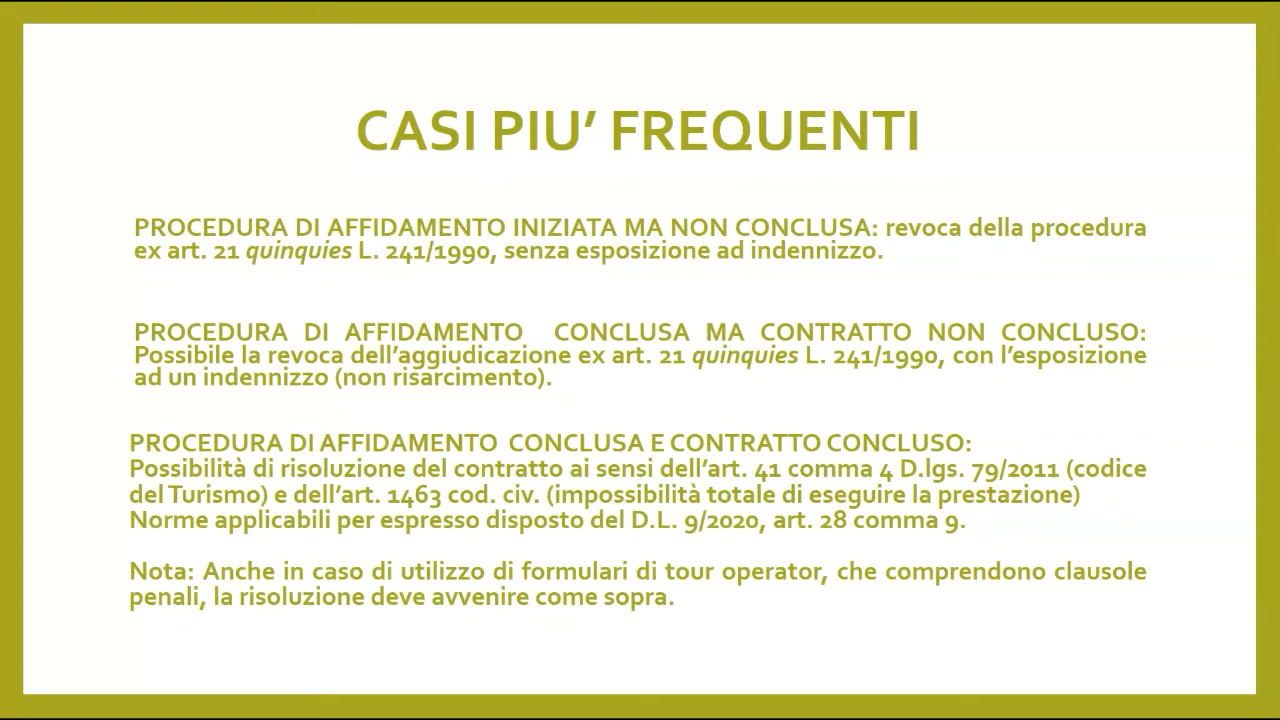 CASI PIU’ FREQUENTI
PROCEDURA DI AFFIDAMENTO INIZIATA MA NON CONCLUSA: revoca della procedura
ex art. 21 quinquies L. 241/1990, senza esposizione ad indennizzo.
PROCEDURA DI AFFIDAMENTO CONCLUSA MA CONTRATTO NON CONCLUSO:
Possibile la revoca dell’aggiudicazione ex art. 21 quinquies L. 241/1990, con l’esposizione
ad un indennizzo (non risarcimento).
PROCEDURA DI AFFIDAMENTO CONCLUSA E CONTRATTO CONCLUSO:
Possibilità di risoluzione del contratto ai sensi dell’art. 41 comma 4 D.lgs. 79/2011 (codice
del Turismo) e dell’art. 1463 cod. civ. (impossibilità totale di eseguire la prestazione)
Norme applicabili per espresso disposto del D.L. 9/2020, art. 28 comma 9.
Nota: Anche in caso di utilizzo di formulari di tour operator, che comprendono clausole
penali, la risoluzione deve avvenire come sopra.